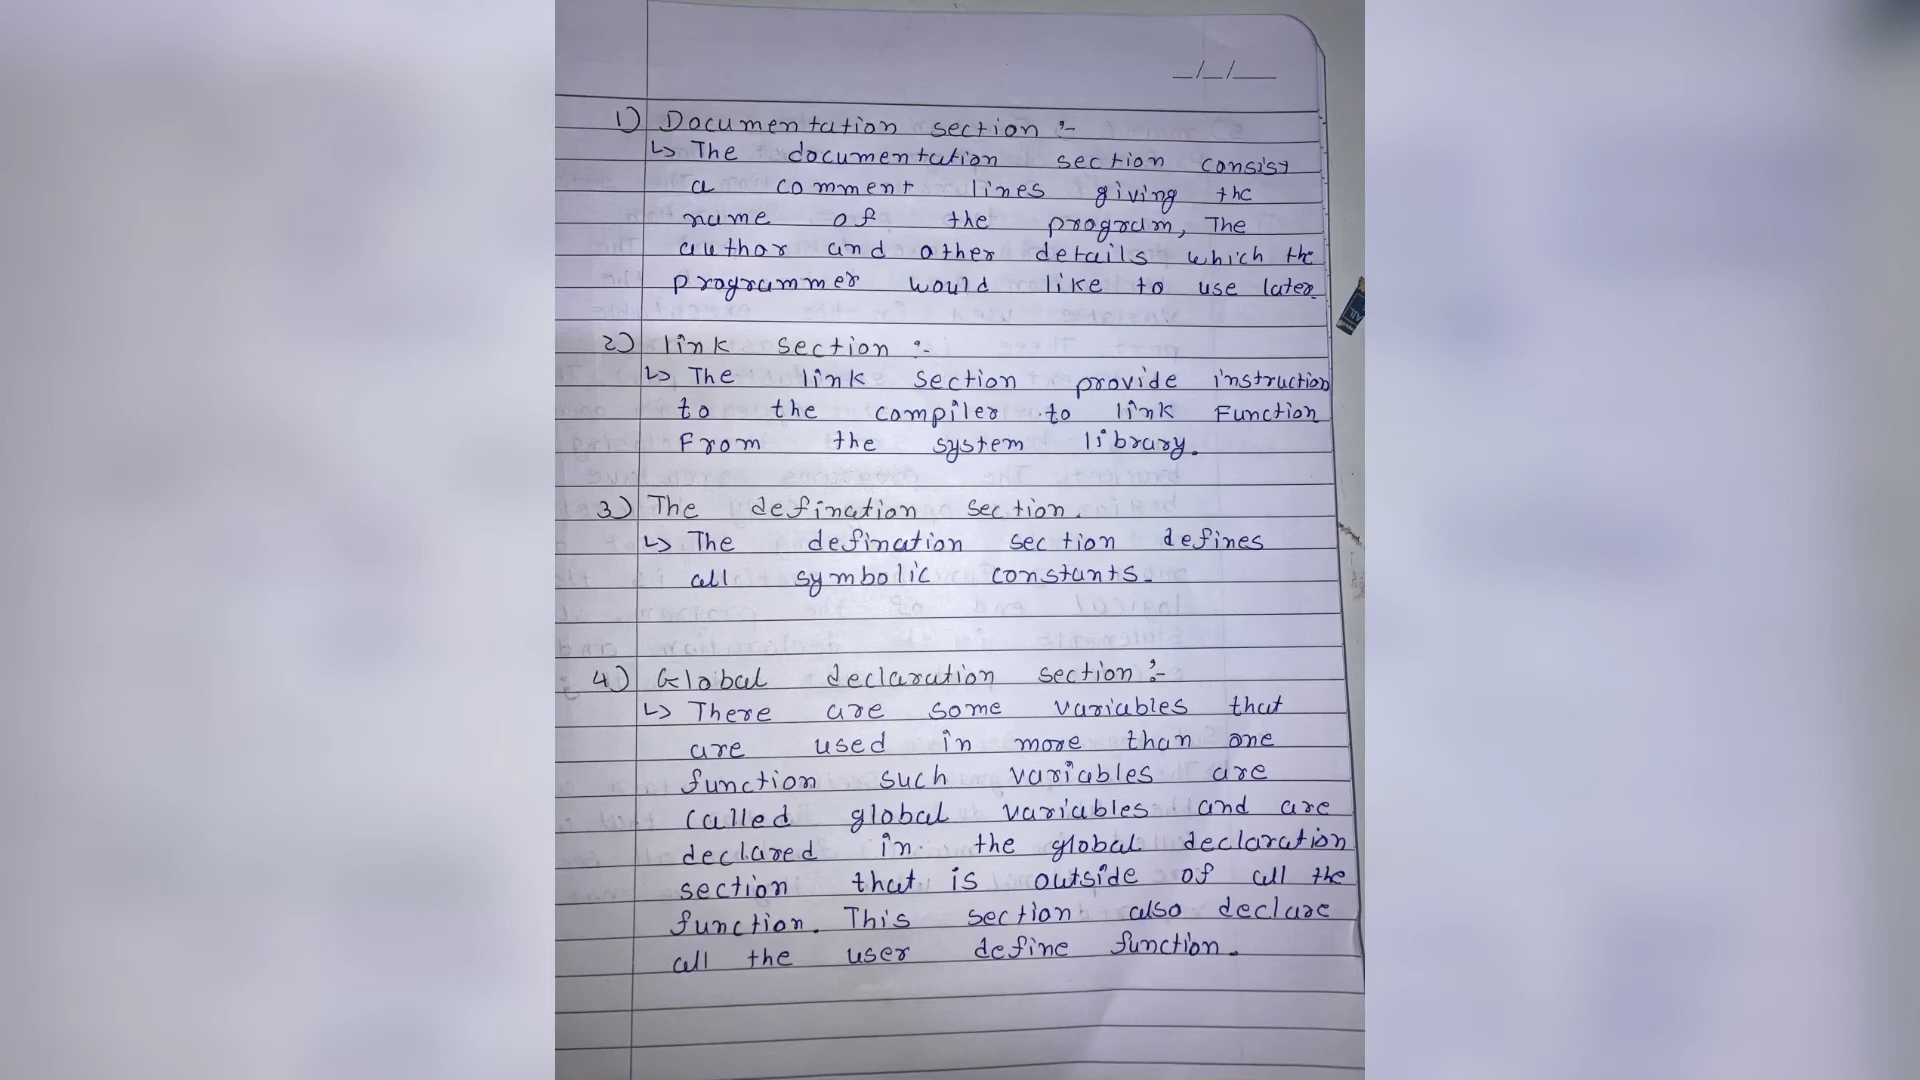 _/_/__
1) Documentation section :-
↳ The documentation section consist
a comment lines giving the
name of the program, The
author and other details which the
programmer would like to use later.
2) link section :-
↳ The link section provide instruction
to the compiler to link Function
From the system library.
3) The defination section.
↳ The defination section defines
all symbolic constants.
4) Global declaration section :-
↳ There are some variables that
are used in more than one
function such variables are
called global variables and are
declared in the global declaration
section that is outside of all the
function. This section also declare
all the user define function.